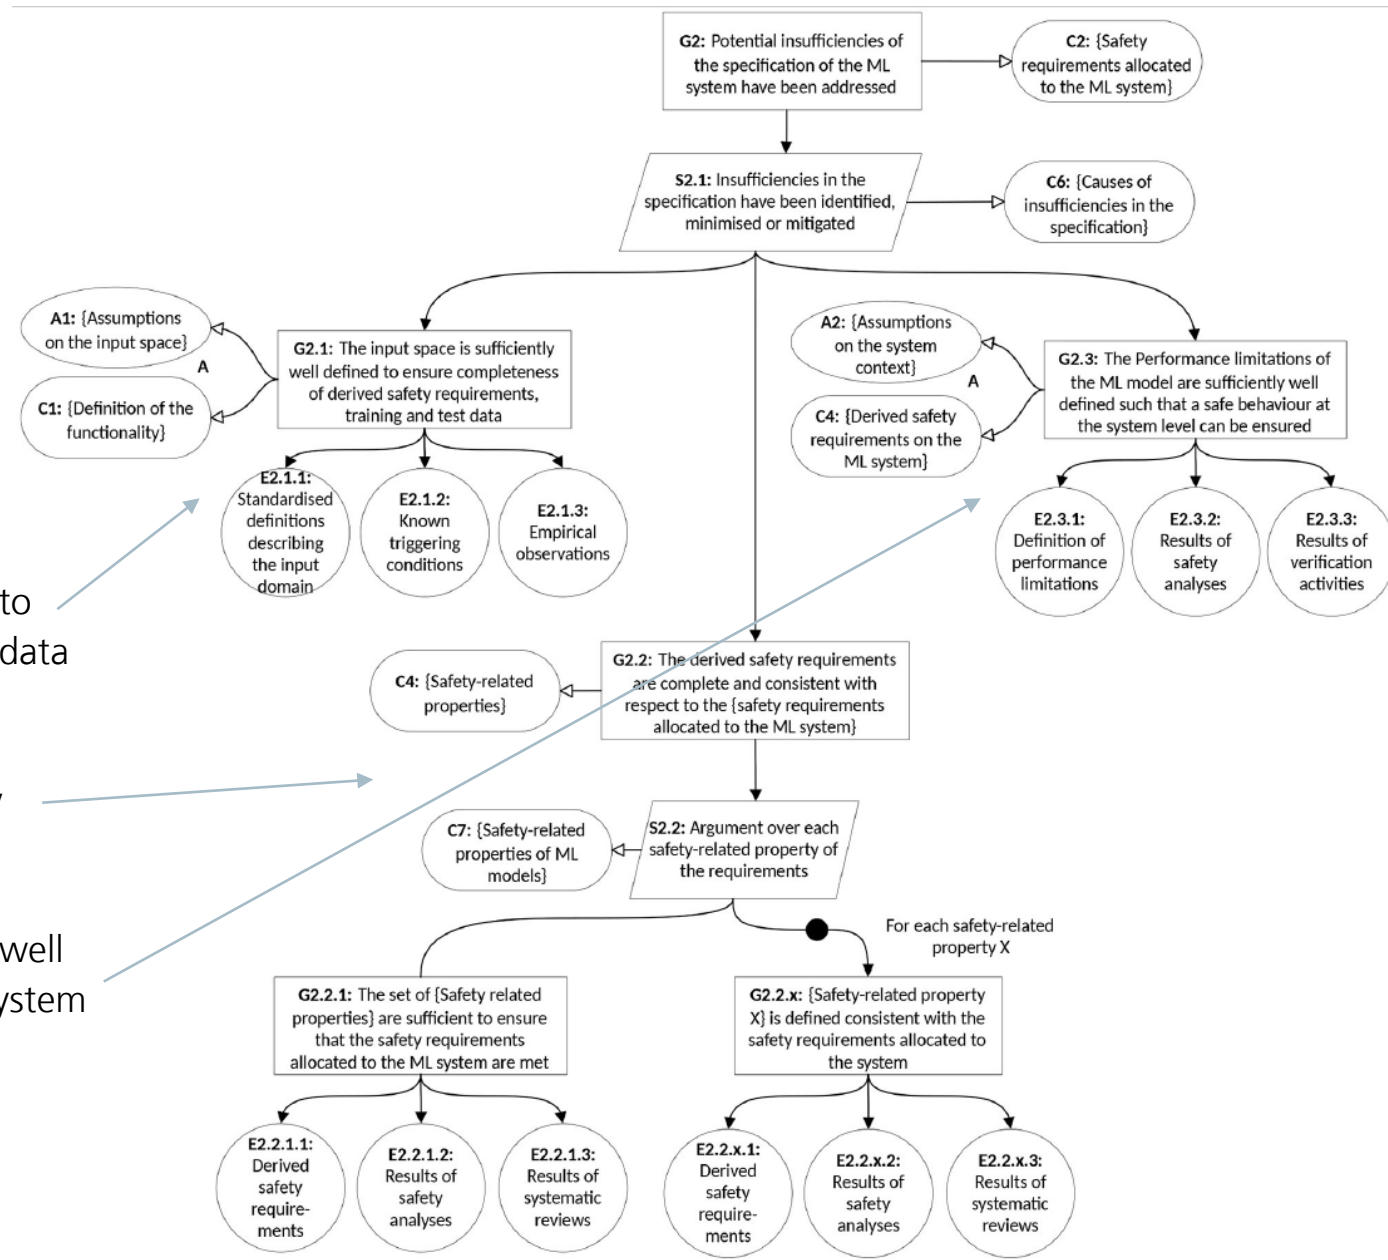 G2: Potential insufficiencies of
the specification of the ML
system have been addressed
C2: {Safety
requirements allocated
to the ML system}
S2.1: Insufficiencies in the
specification have been identified,
minimised or mitigated
C6: {Causes of
insufficiencies in the
specification}
A1: {Assumptions
on the input space}
A
C1: {Definition of the
functionality}
G2.1: The input space is sufficiently
well defined to ensure completeness
of derived safety requirements,
training and test data
A2: {Assumptions
on the system
context}
A
C4: {Derived safety
requirements on the
ML system}
G2.3: The Performance limitations of
the ML model are sufficiently well
defined such that a safe behaviour at
the system level can be ensured
E2.1.1:
Standardised
definitions
describing
the input
domain
E2.1.2:
Known
triggering
conditions
E2.1.3:
Empirical
observations
E2.3.1:
Definition of
performance
limitations
E2.3.2:
Results of
safety
analyses
E2.3.3:
Results of
verification
activities
to
data
G2.2: The derived safety requirements
are complete and consistent with
respect to the {safety requirements
allocated to the ML system}
C4: {Safety-related
properties}
S2.2: Argument over each
safety-related property of
the requirements
C7: {Safety-related
properties of ML
models}
For each safety-related
property X
well
ystem
G2.2.1: The set of {Safety related
properties} are sufficient to ensure
that the safety requirements
allocated to the ML system are met
G2.2.x: {Safety-related property
X} is defined consistent with the
safety requirements allocated to
the system
E2.2.1.1:
Derived
safety
require-
ments
E2.2.1.2:
Results of
safety
analyses
E2.2.1.3:
Results of
systematic
reviews
E2.2.x.1:
Derived
safety
require-
ments
E2.2.x.2:
Results of
safety
analyses
E2.2.x.3:
Results of
systematic
reviews